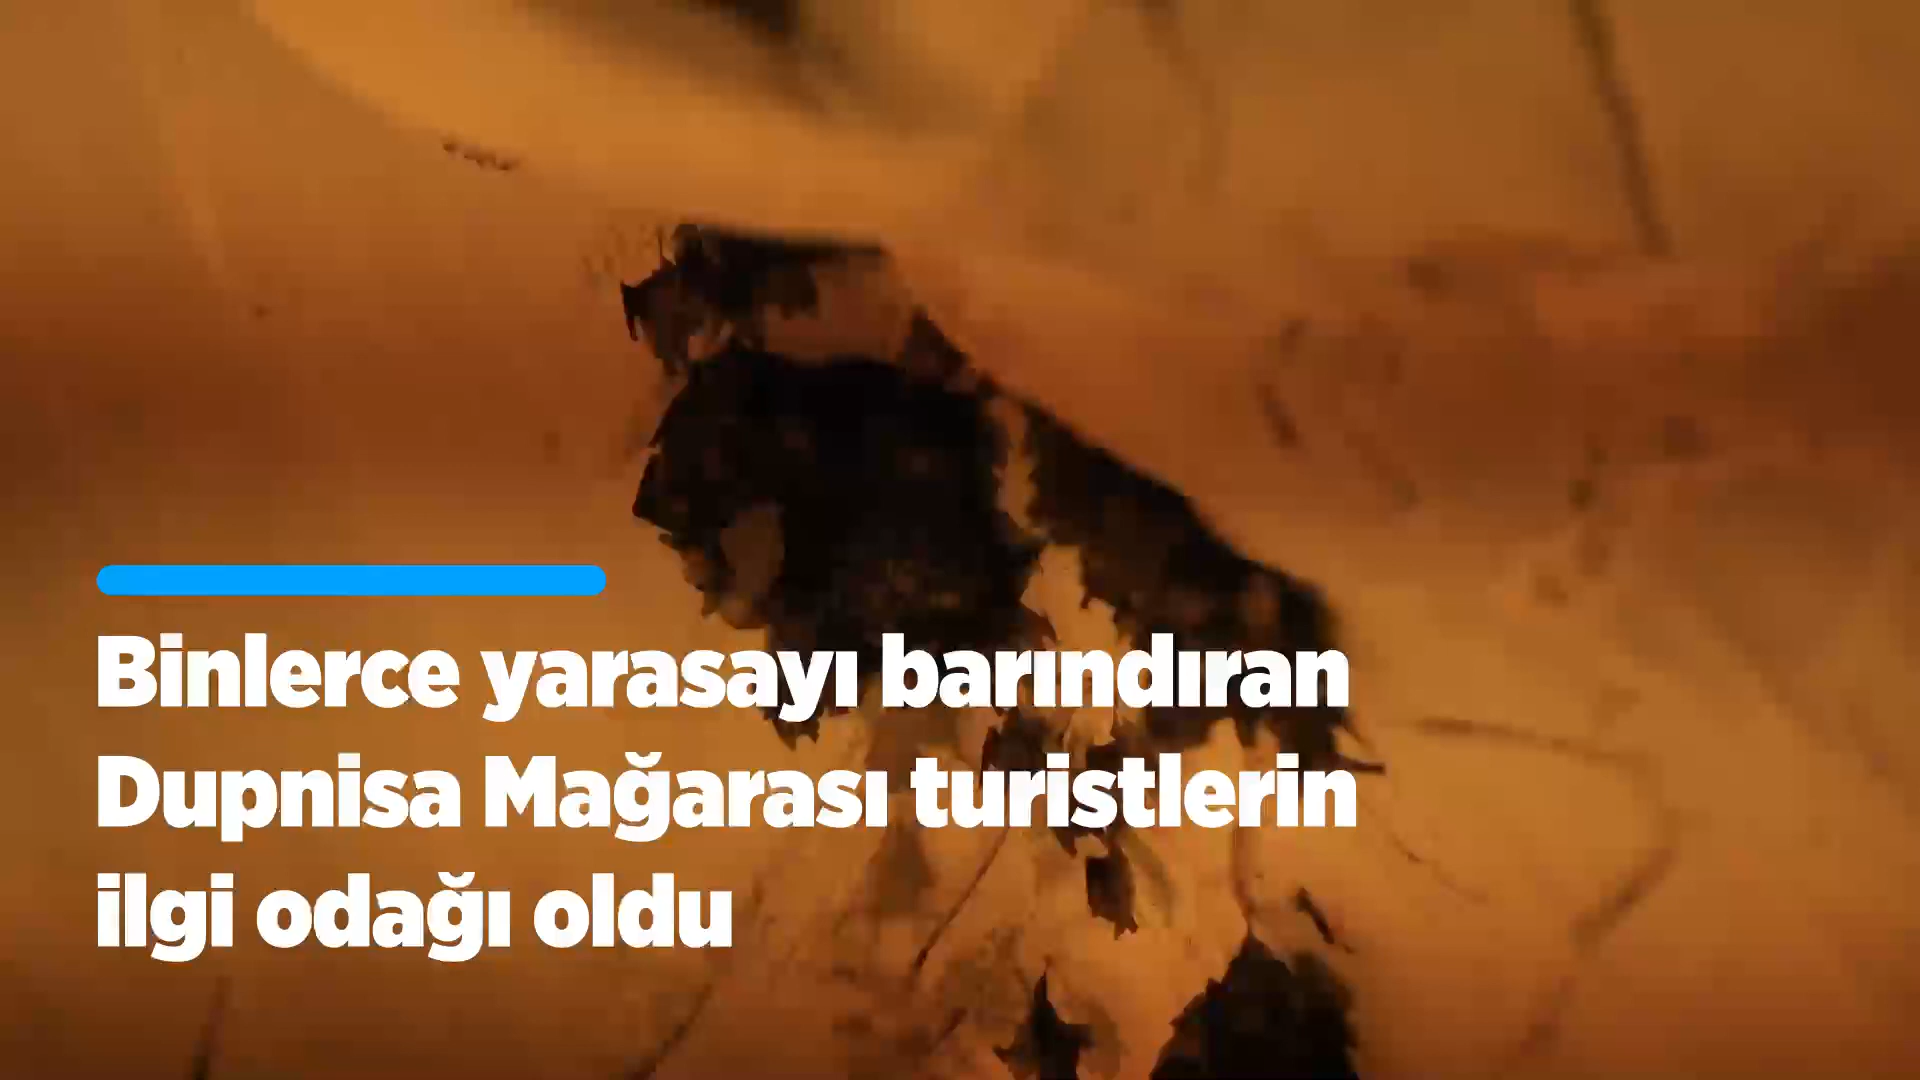 Binlerce yarasayı barındıran
Dupnisa Mağarası turistlerin
ilgi odağı oldu